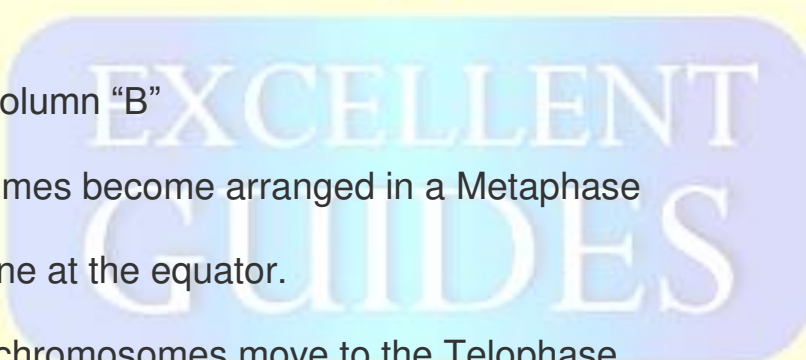 EXCELLENT
GUIDES
olumn “B”
mes become arranged in a Metaphase
ne at the equator.
chromosomes move to the Telophase